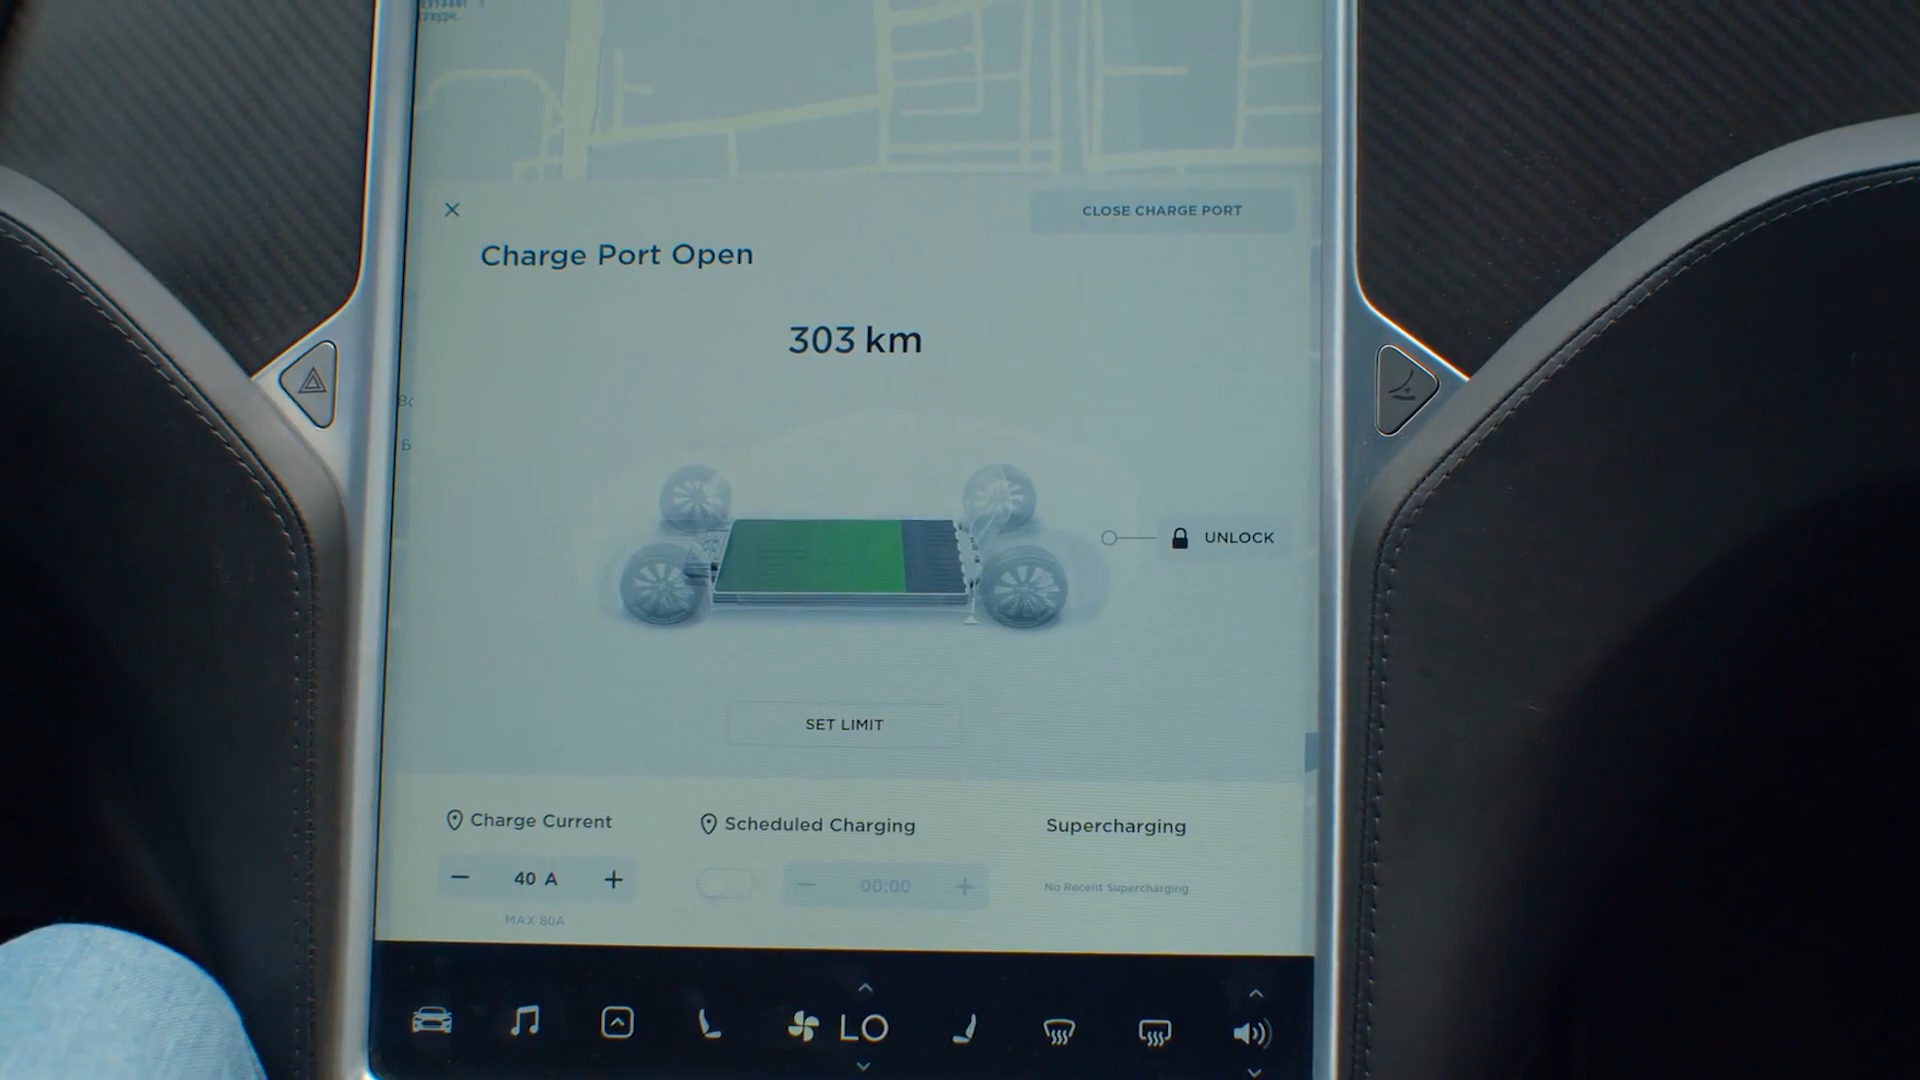 CLOSE CHARGE PORT
Charge Port Open
303 km
Б
UNLOCK
SET LIMIT
Charge Current
Scheduled Charging
Supercharging
40 A
00:00
No Recent Supercharging
MAX 80A
LO